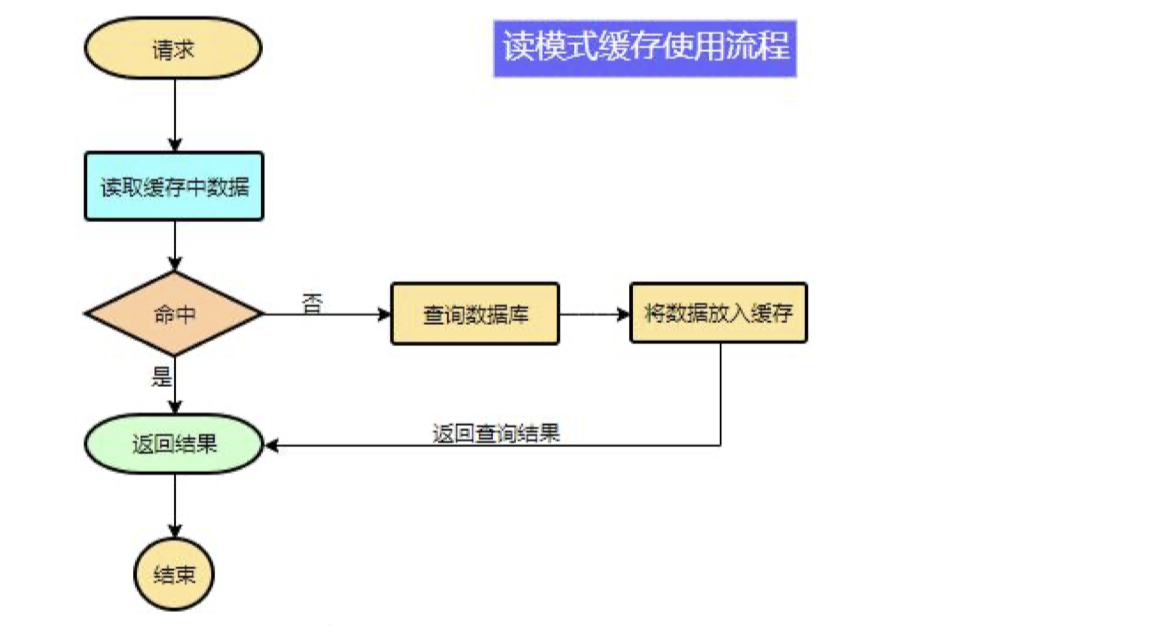 请求
读模式缓存使用流程
读取缓存中数据
命中
否
查询数据库
将数据放入缓存
是
返回查询结果
返回结果
结束